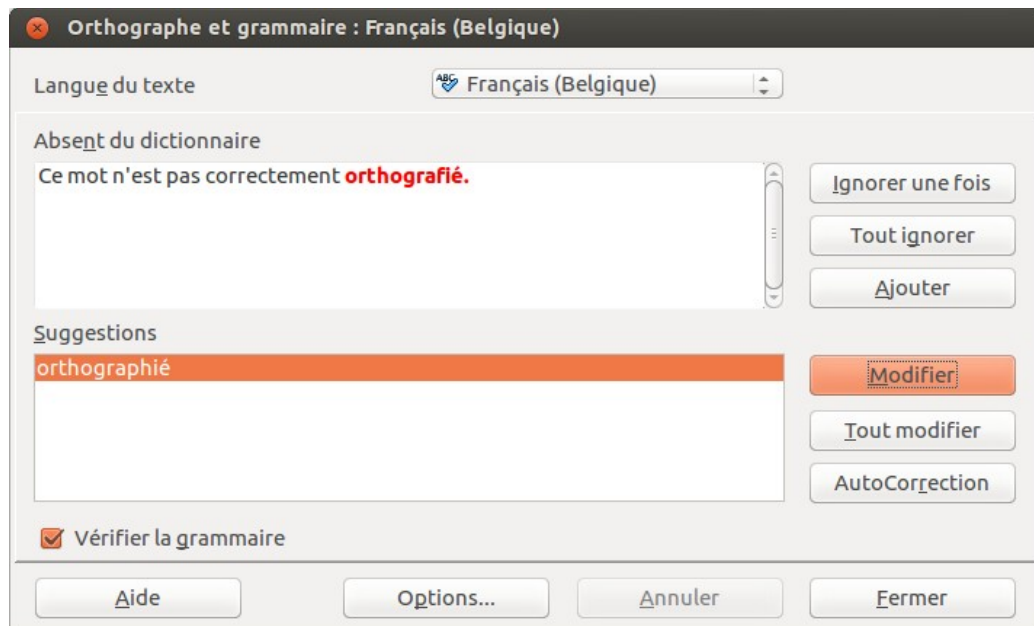 Orthographe et grammaire : Français (Belgique)
Langue du texte
Français (Belgique)
Absent du dictionnaire
Ce mot n'est pas correctement orthografié.
Ignorer une fois
Tout ignorer
Ajouter
Suggestions
orthographié
Modifier
Tout modifier
AutoCorrection
Vérifier la grammaire
Aide
Options...
Annuler
Fermer